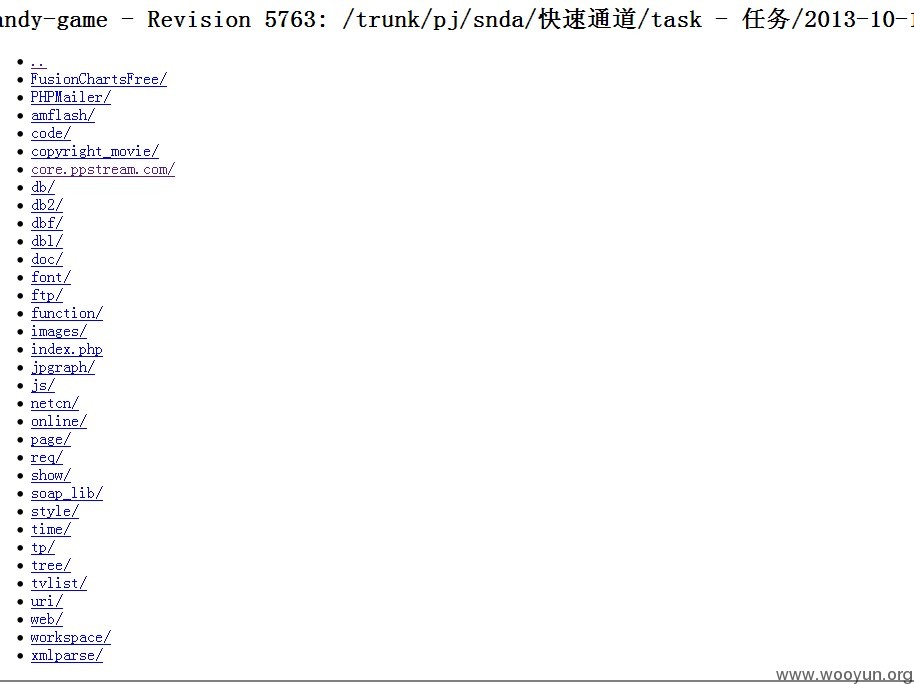 andy-game - Revision 5763: /trunk/pj/snda/快速通道/task - 任务/2013-10-1
..
FusionChartsFree/
PHPMailer/
amflash/
code/
copyright_movie/
core.ppstream.com/
db/
db2/
dbf/
dbl/
doc/
font/
ftp/
function/
images/
index.php
jpgraph/
js/
netcn/
online/
page/
req/
show/
soap_lib/
style/
time/
tp/
tree/
tvlist/
uri/
web/
workspace/
xmlparse/
www.wooyun.org